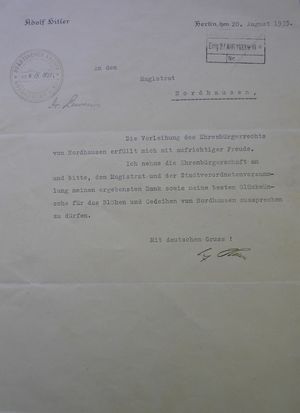 Adolf Hitler
Berlin, den 20. August 1933.
An den
Magistrat
Nordhausen.
Die Verleihung des Ehrenbürgerrechts
von Nordhausen erfüllt mich mit aufrichtiger Freude.
Ich nehme die Ehrenbürgerschaft an
und bitte, dem Magistrat und der Stadtverordnetenversamm-
lung meinen ergebensten Dank sowie meine besten Glückwün-
sche für das Blühen und Gedeihen von Nordhausen aussprechen
zu dürfen.
Mit deutschen Gruss !